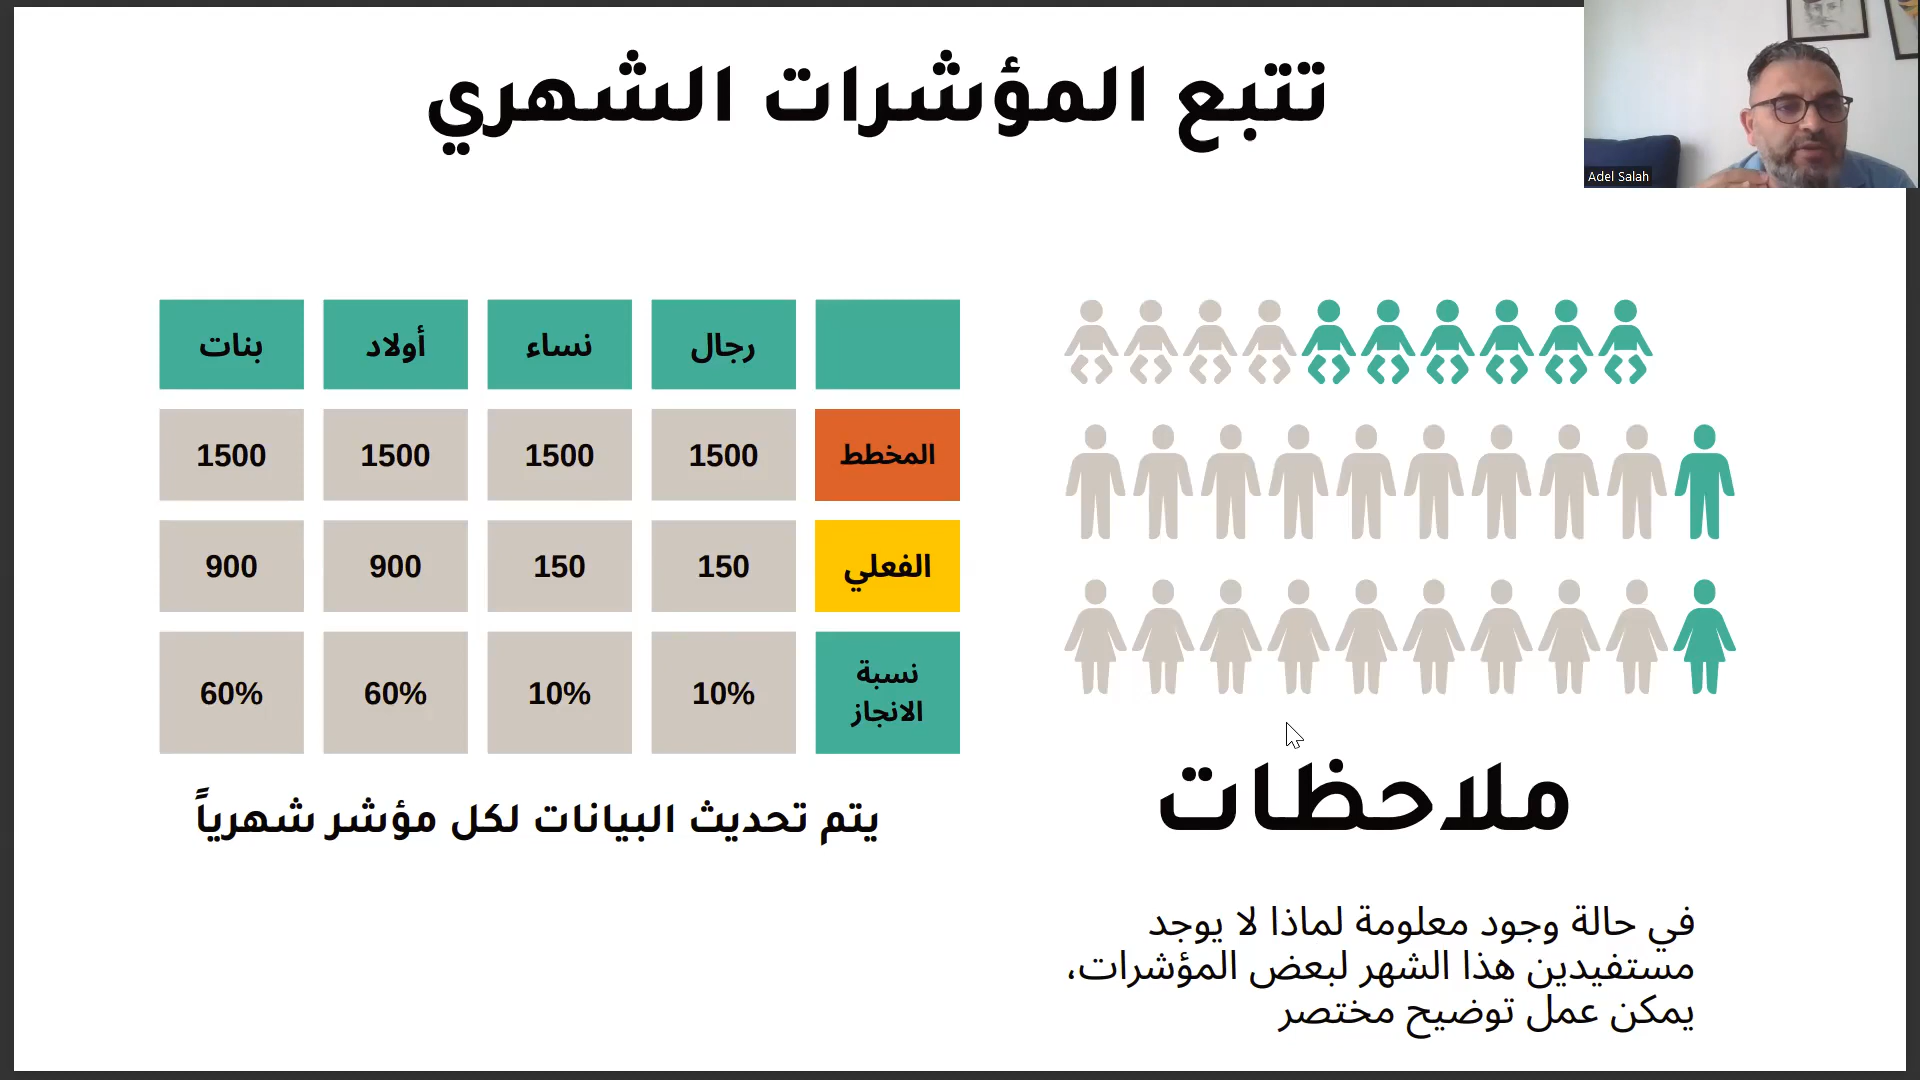 تتبع المؤشرات الشهري
Adel Salah
رجال نساء أولاد بنات
المخطط 1500 1500 1500 1500
الفعلي 150 150 900 900
نسبة
الانجاز 10% 10% 60% 60%
يتم تحديث البيانات لكل مؤشر شهرياً
ملاحظات
في حالة وجود معلومة لماذا لا يوجد
مستفيدين هذا الشهر لبعض المؤشرات،
يمكن عمل توضيح مختصر